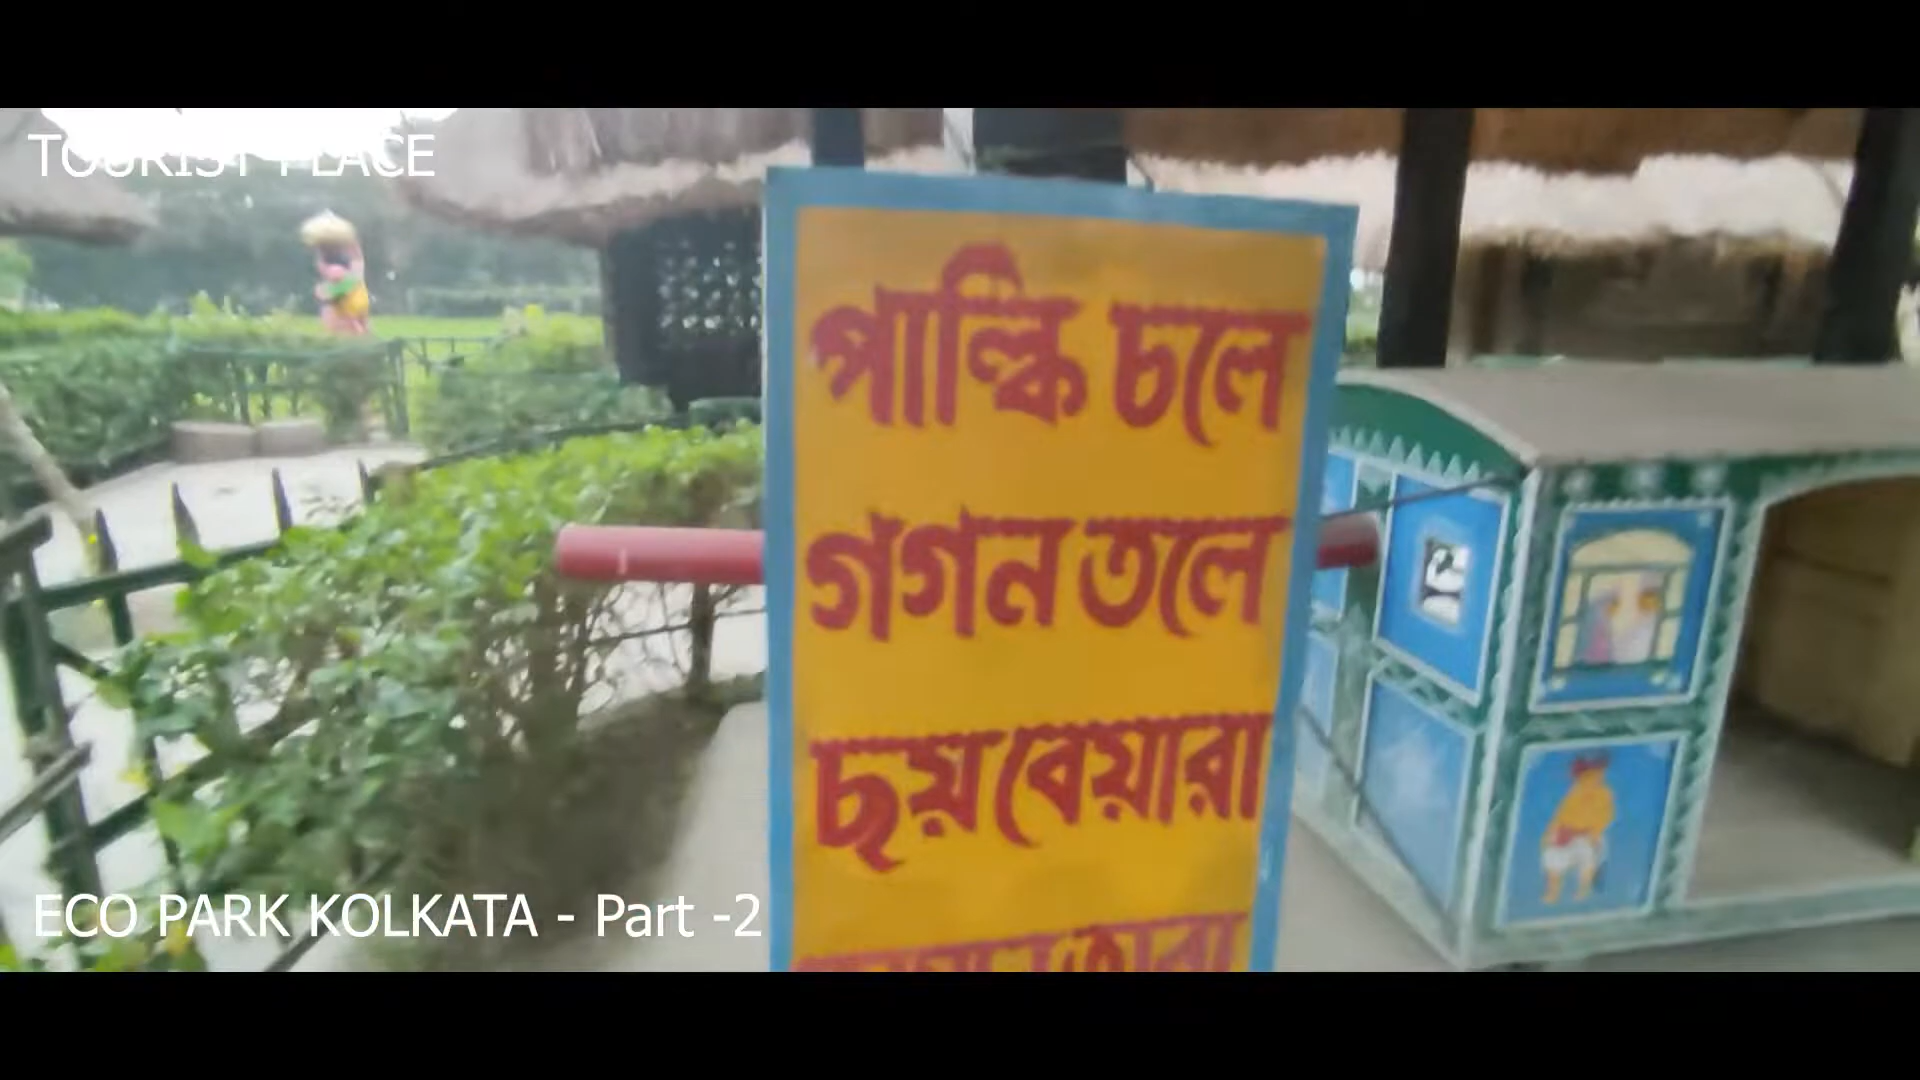 TOURIST PLACE
পাল্কি চলে
গগন তলে
ছয় বেয়ারা
ECO PARK KOLKATA - Part -2